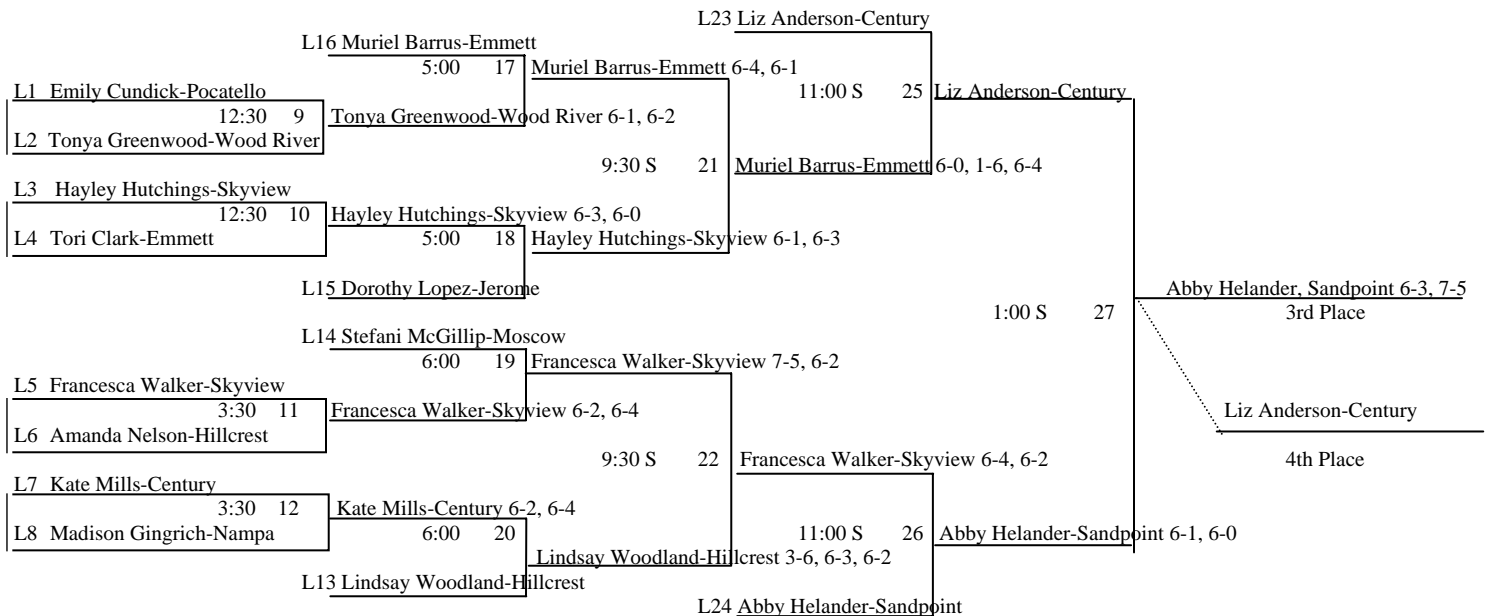 L23 Liz Anderson-Century
L16 Muriel Barrus-Emmett
5:00 17 Muriel Barrus-Emmett 6-4, 6-1
L1 Emily Cundick-Pocatello
11:00 S 25 Liz Anderson-Century
12:30 9 Tonya Greenwood-Wood River 6-1, 6-2
L2 Tonya Greenwood-Wood River
9:30 S 21 Muriel Barrus-Emmett 6-0, 1-6, 6-4
L3 Hayley Hutchings-Skyview
12:30 10 Hayley Hutchings-Skyview 6-3, 6-0
L4 Tori Clark-Emmett
5:00 18 Hayley Hutchings-Skyview 6-1, 6-3
L15 Dorothy Lopez-Jerome
Abby Helander, Sandpoint 6-3, 7-5
1:00 S 27
3rd Place
L14 Stefani McGillip-Moscow
6:00 19 Francesca Walker-Skyview 7-5, 6-2
L5 Francesca Walker-Skyview
3:30 11 Francesca Walker-Skyview 6-2, 6-4
Liz Anderson-Century
L6 Amanda Nelson-Hillcrest
9:30 S 22 Francesca Walker-Skyview 6-4, 6-2
4th Place
L7 Kate Mills-Century
3:30 12 Kate Mills-Century 6-2, 6-4
L8 Madison Gingrich-Nampa
6:00 20
11:00 S 26 Abby Helander-Sandpoint 6-1, 6-0
Lindsay Woodland-Hillcrest 3-6, 6-3, 6-2
L13 Lindsay Woodland-Hillcrest
L24 Abby Helander-Sandpoint